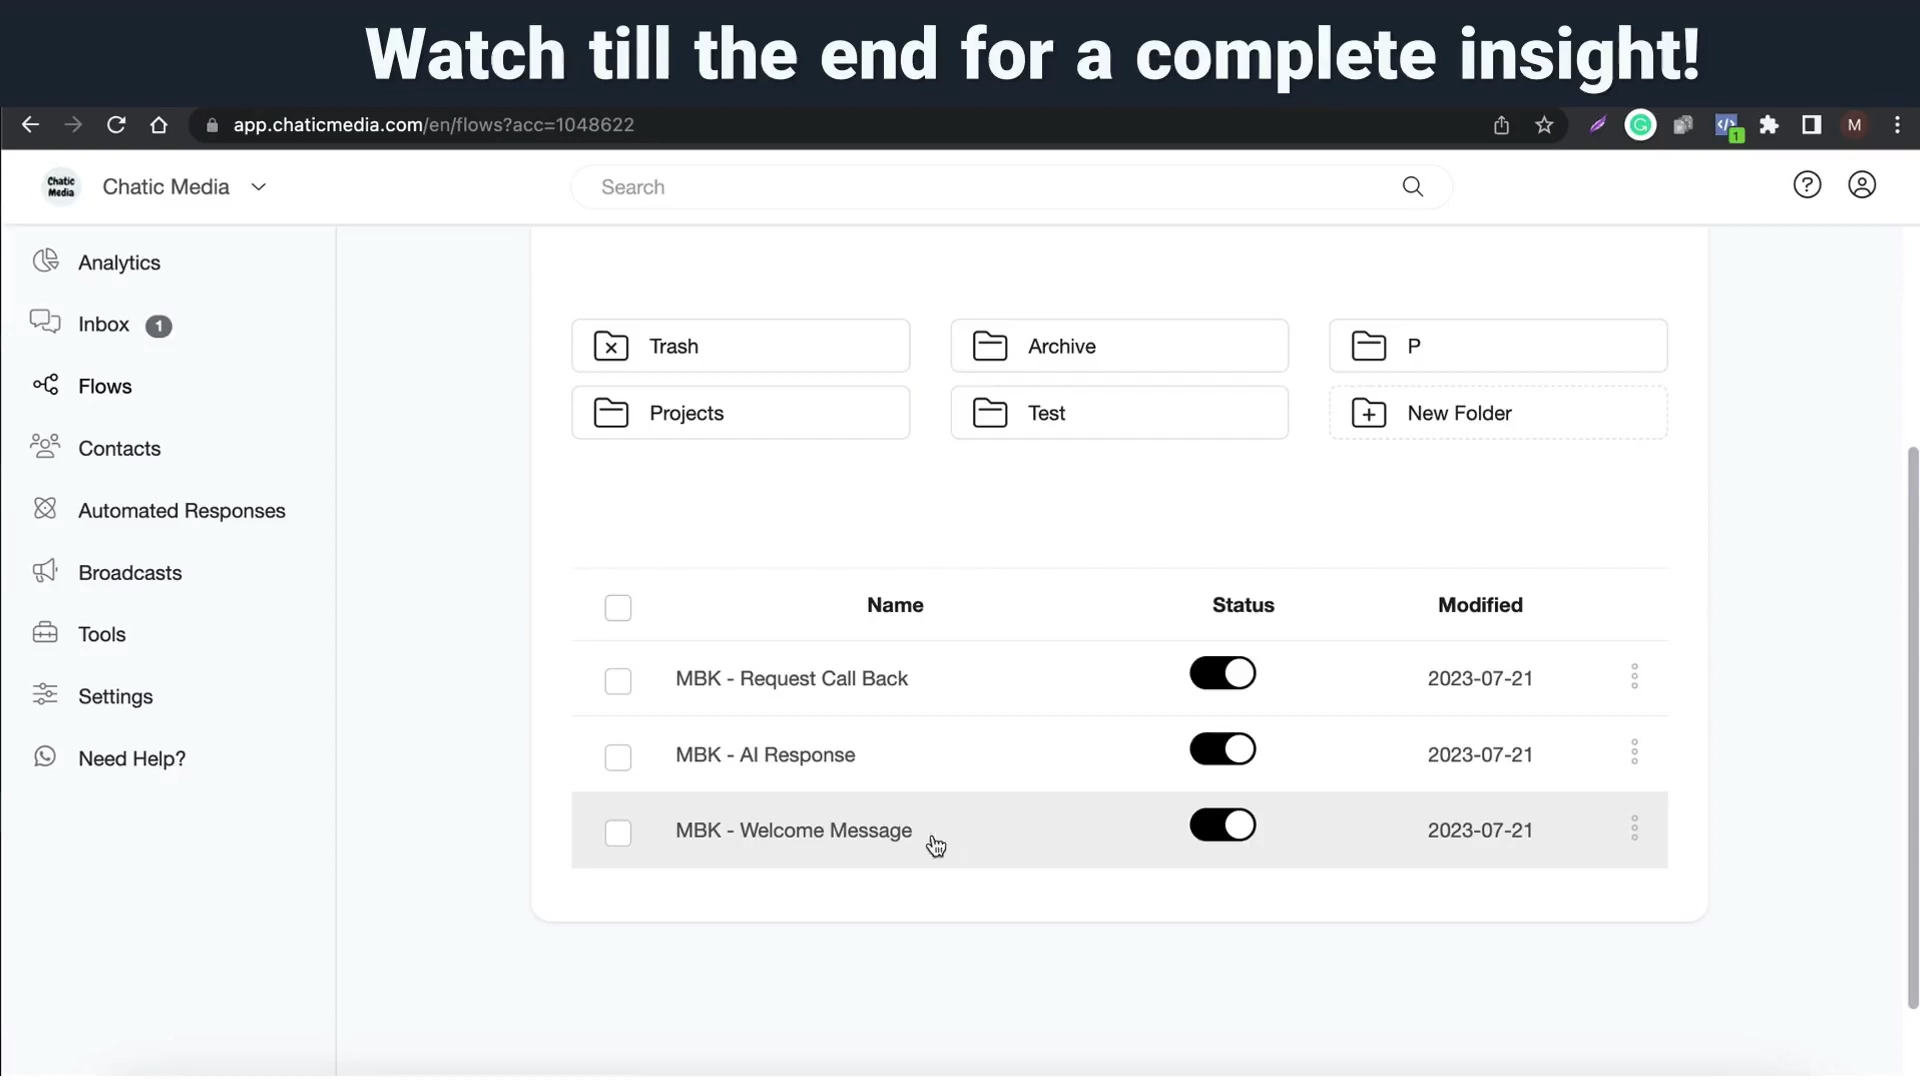 Watch till the end for a complete insight!
app.chaticmedia.com/en/flows?acc=1048622
1
M
Chatic Media
Chatic Media
Search
Analytics
Inbox 1
Flows
Contacts
Automated Responses
Broadcasts
Tools
Settings
Need Help?
Trash
Archive
P
Projects
Test
New Folder
Name Status Modified
MBK - Request Call Back 2023-07-21
MBK - AI Response 2023-07-21
MBK - Welcome Message 2023-07-21